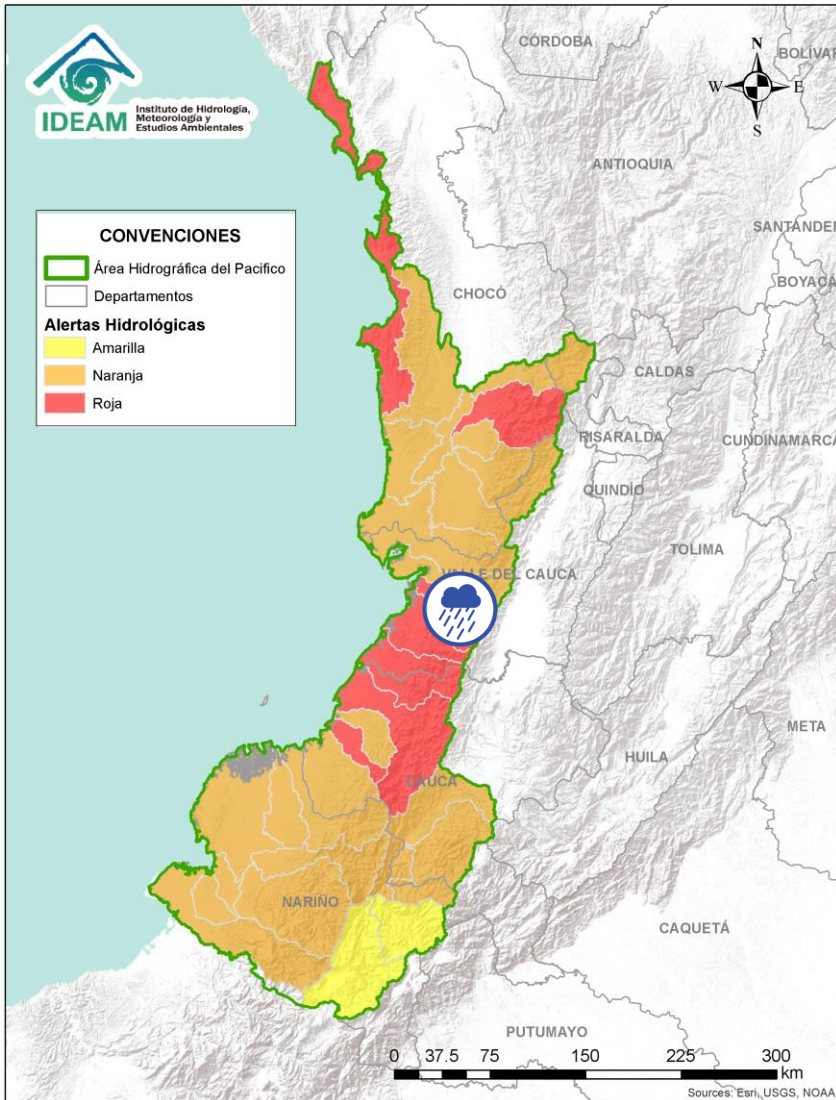 IDEAM
Instituto de Hidrología,
Meteorología y
Estudios Ambientales
CÓRDOBA
BOLÍVAR
N
W
E
S
ANTIOQUIA
CONVENCIONES
Área Hidrográfica del Pacifico
Departamentos
Alertas Hidrológicas
Amarilla
Naranja
Roja
SANTANDER
BOYACÁ
CHOCÓ
CALDAS
RISARALDA
CUNDINAMARCA
QUINDÍO
TOLIMA
VALLE DEL CAUCA
META
HUILA
CAUCA
NARIÑO
CAQUETÁ
PUTUMAYO
0 37.5 75 150 225 300
km
Sources: Esri, USGS, NOAA